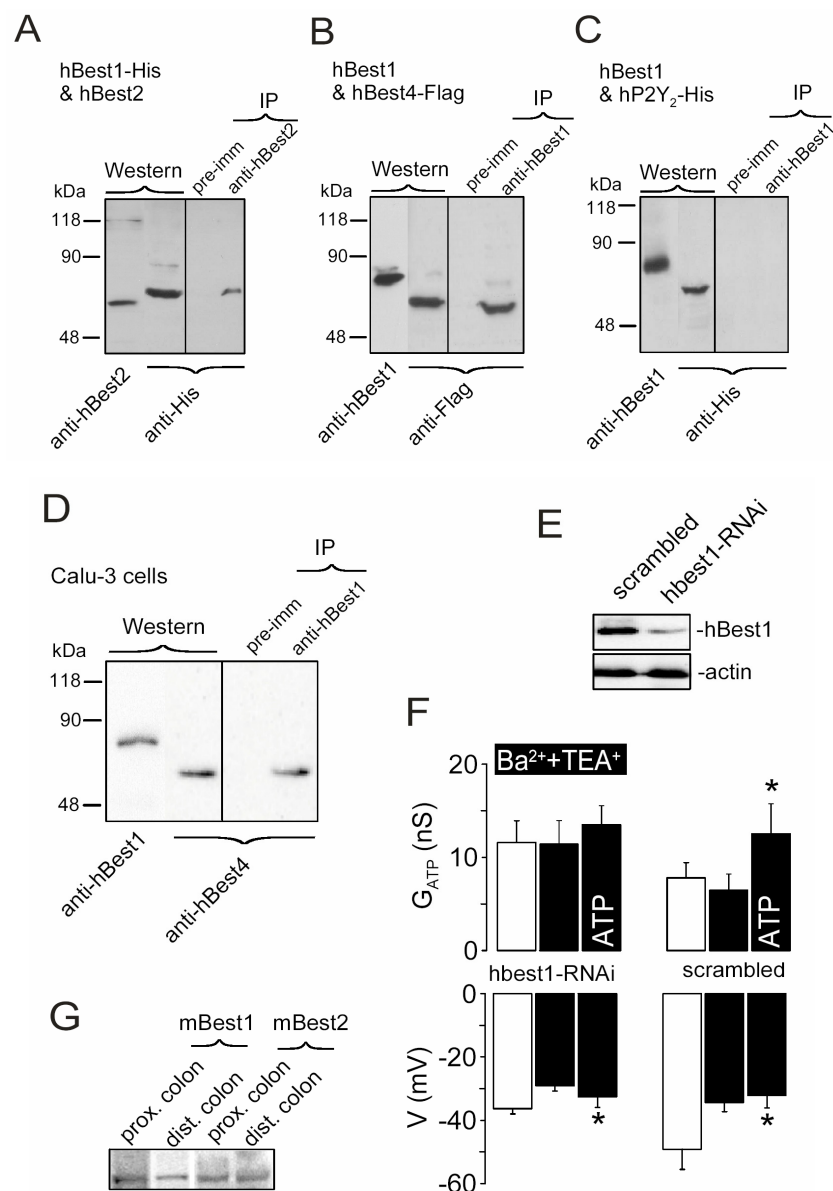 A
hBest1-His
& hBest2
IP
Western
pre-imm
anti-hBest2
kDa
118
90
48
anti-hBest2
anti-His
B
hBest1
& hBest4-Flag
IP
Western
pre-imm
anti-hBest1
kDa
118
90
48
anti-hBest1
anti-Flag
C
hBest1
& hP2Y2-His
IP
Western
pre-imm
anti-hBest1
kDa
118
90
48
anti-hBest1
anti-His
D
Calu-3 cells
IP
Western
pre-imm
anti-hBest1
kDa
118
90
48
anti-hBest1
anti-hBest4
E
scrambled
hbest1-RNAi
-hBest1
-actin
F
Ba2++TEA+
20
10
0
GATP (nS)
ATP
*
ATP
hbest1-RNAi
scrambled
0
-20
-40
-60
V (mV)
*
*
G
mBest1
mBest2
prox. colon
dist. colon
prox. colon
dist. colon